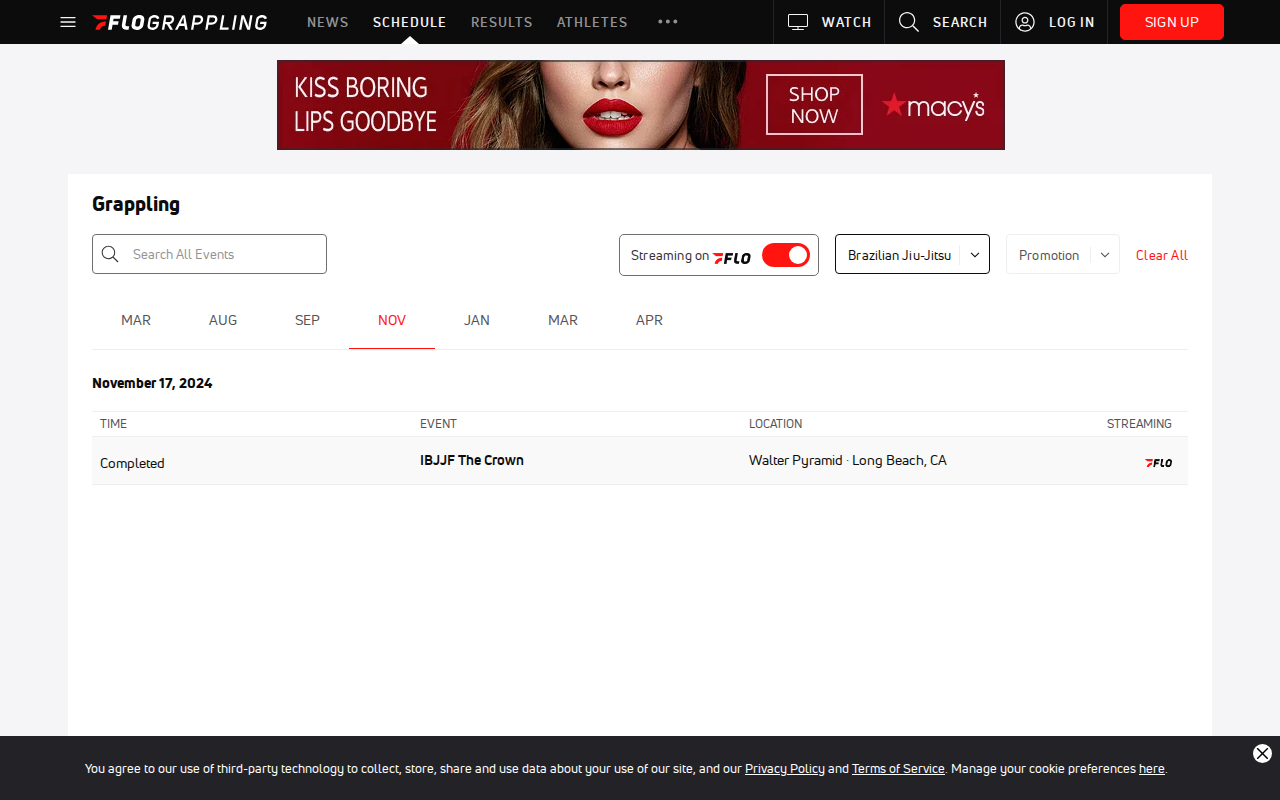 FLOGRAPPLING NEWS SCHEDULE RESULTS ATHLETES WATCH SEARCH LOG IN SIGN UP
KISS BORING
LIPS GOODBYE
SHOP
NOW
macy's
Grappling
Search All Events
Streaming on FLO
Brazilian Jiu-Jitsu
Promotion
Clear All
MAR AUG SEP NOV JAN MAR APR
November 17, 2024
TIME EVENT LOCATION STREAMING
Completed IBJJF The Crown Walter Pyramid · Long Beach, CA FLO
You agree to our use of third-party technology to collect, store, share and use data about your use of our site, and our Privacy Policy and Terms of Service. Manage your cookie preferences here.